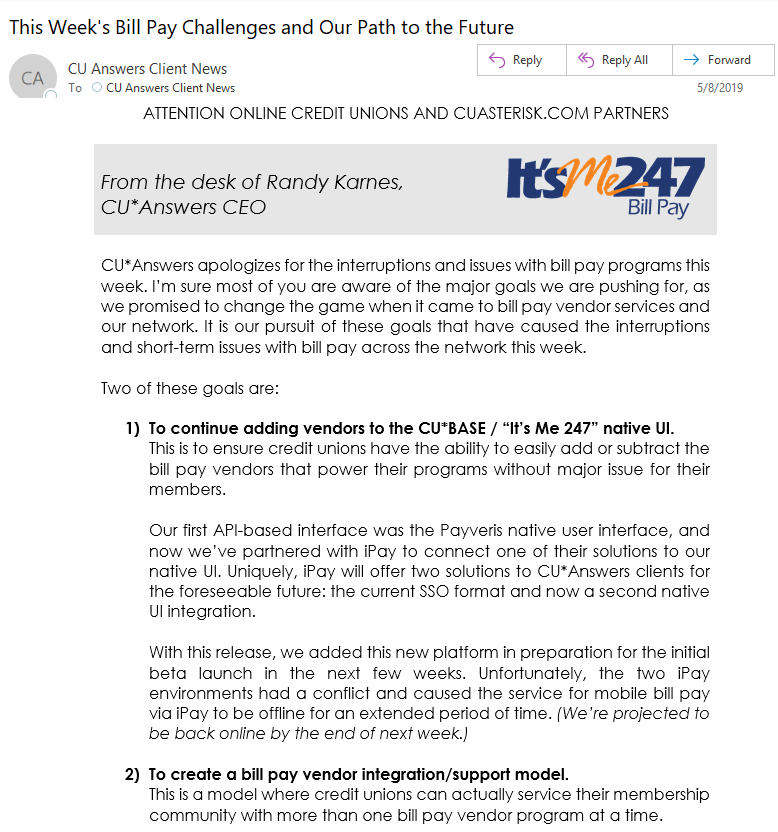 This Week's Bill Pay Challenges and Our Path to the Future
CA
CU Answers Client News
To CU Answers Client News
Reply
Reply All
Forward
5/8/2019
ATTENTION ONLINE CREDIT UNIONS AND CUASTERISK.COM PARTNERS
From the desk of Randy Karnes,
CU*Answers CEO
It'sMe247
Bill Pay
CU*Answers apologizes for the interruptions and issues with bill pay programs this
week. I'm sure most of you are aware of the major goals we are pushing for, as
we promised to change the game when it came to bill pay vendor services and
our network. It is our pursuit of these goals that have caused the interruptions
and short-term issues with bill pay across the network this week.
Two of these goals are:
1) To continue adding vendors to the CU*BASE / “It's Me 247” native UI.
This is to ensure credit unions have the ability to easily add or subtract the
bill pay vendors that power their programs without major issue for their
members.
Our first API-based interface was the Payveris native user interface, and
now we've partnered with iPay to connect one of their solutions to our
native UI. Uniquely, iPay will offer two solutions to CU*Answers clients for
the foreseeable future: the current SSO format and now a second native
UI integration.
With this release, we added this new platform in preparation for the initial
beta launch in the next few weeks. Unfortunately, the two iPay
environments had a conflict and caused the service for mobile bill pay
via iPay to be offline for an extended period of time. (We're projected to
be back online by the end of next week.)
2) To create a bill pay vendor integration/support model.
This is a model where credit unions can actually service their membership
community with more than one bill pay vendor program at a time.